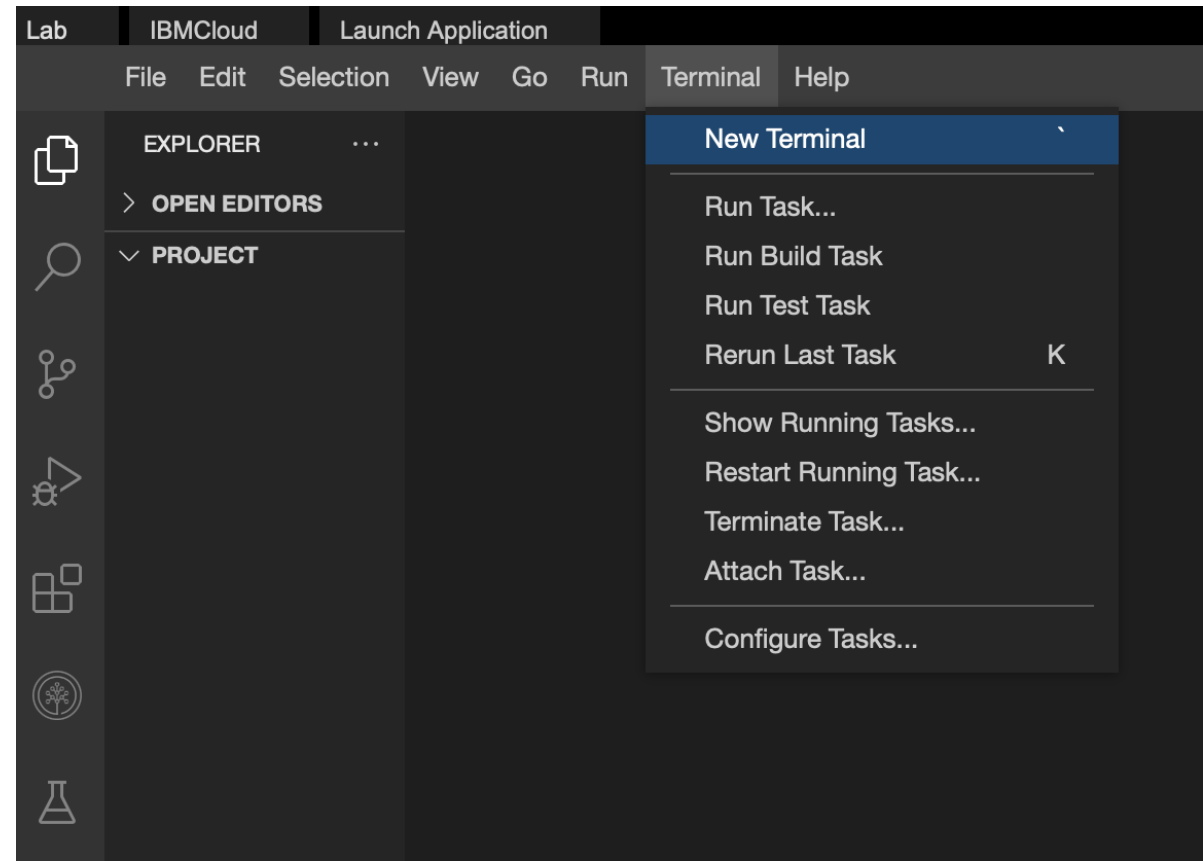 Lab IBMCloud Launch Application
File Edit Selection View Go Run Terminal Help
EXPLORER ...
OPEN EDITORS
PROJECT
New Terminal `
Run Task...
Run Build Task
Run Test Task
Rerun Last Task K
Show Running Tasks...
Restart Running Task...
Terminate Task...
Attach Task...
Configure Tasks...